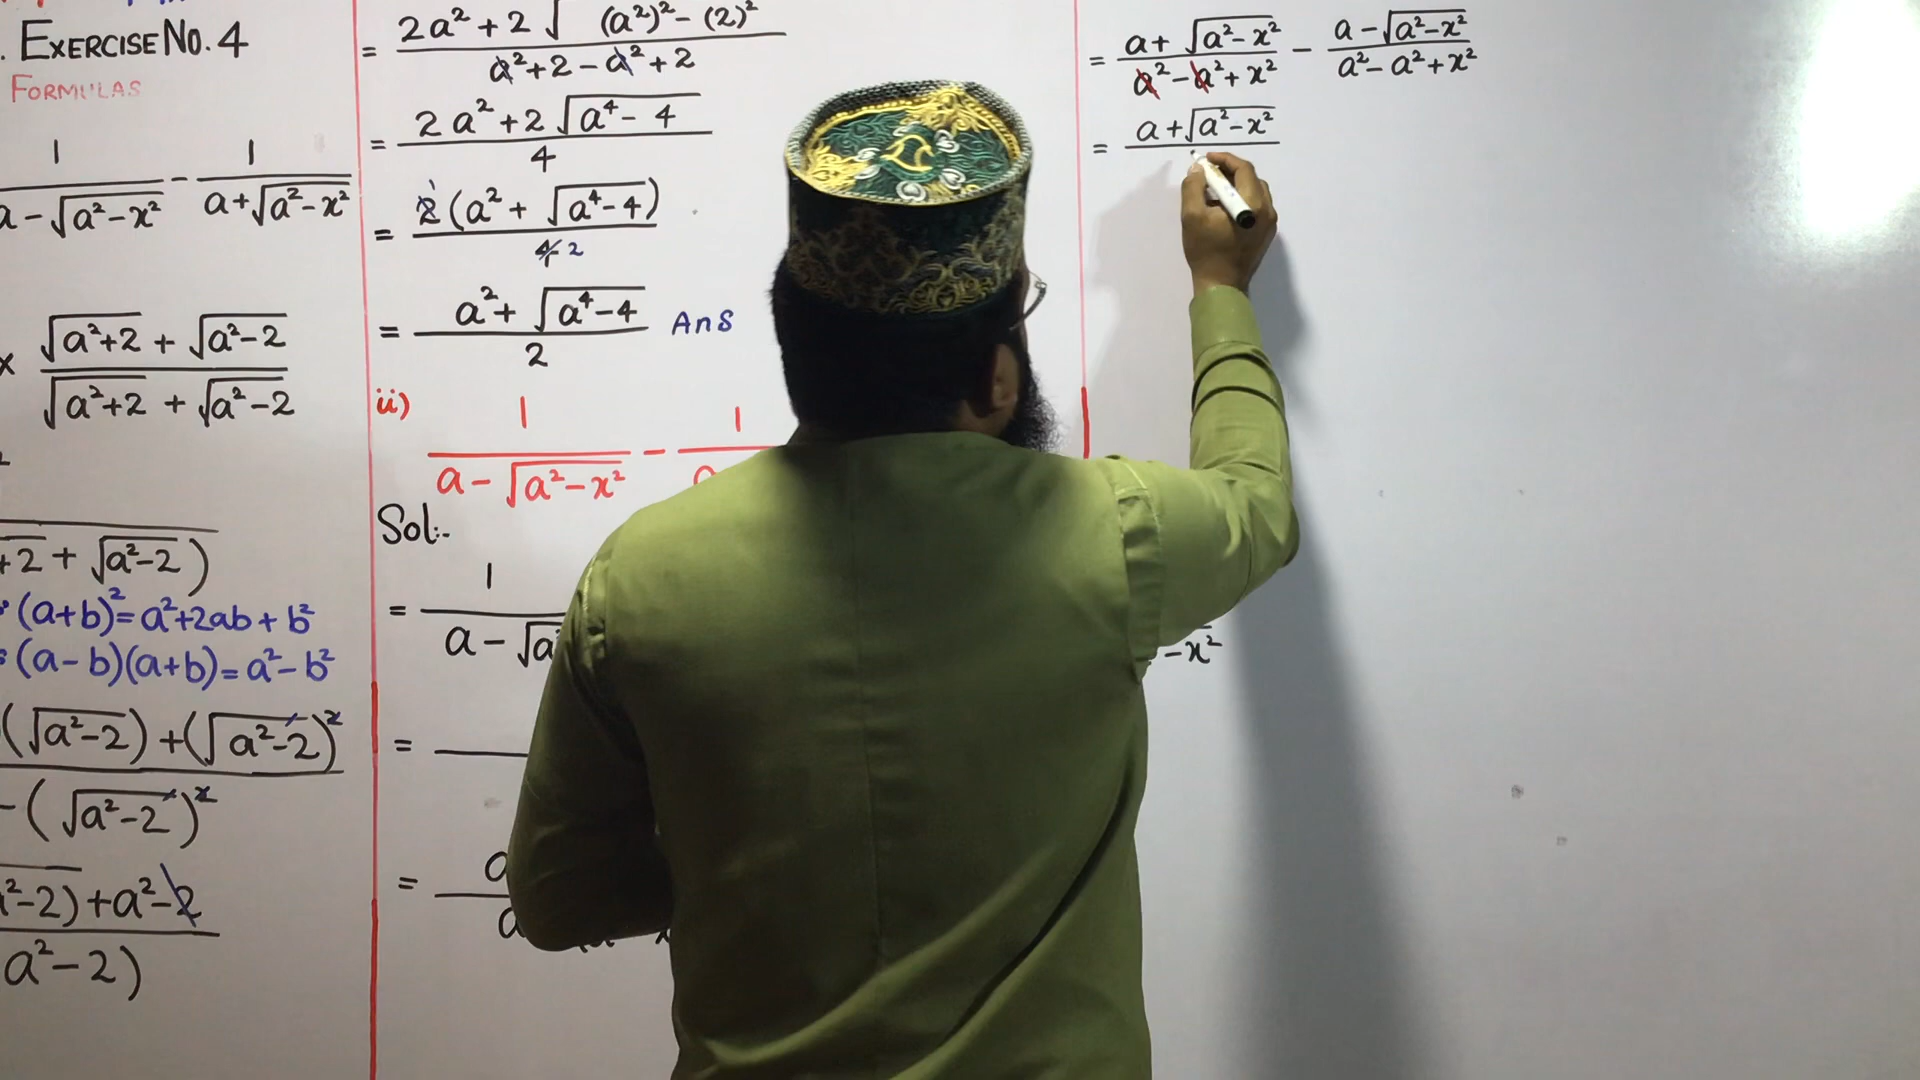 . EXERCISE No. 4
FORMULAS
1 / a - √(a² - x²) - 1 / a + √(a² - x²)
x √(a²+2) + √(a²-2) / √(a²+2) + √(a²-2)
+2 + √(a²-2) )
(a+b)² = a²+2ab + b²
(a-b)(a+b) = a² - b²
(√(a²-2)) + (√(a²-2))²
- (√(a²-2))²
²-2) + a²-2
a²-2)
= 2a² + 2√((a²)² - (2)²) / a²+2 - a²+2
= 2a² + 2√(a⁴ - 4) / 4
= 2 1 (a² + √(a⁴-4)) / 4 2
= a² + √(a⁴-4) / 2 Ans
ii) 1 / a - √(a² - x²) - 1 /
Sol:-
= 1 / a - √a
- x²
=
= a / a
= a + √(a² - x²) / a² - a² + x² - a - √(a² - x²) / a² - a² + x²
= a + √(a² - x²) /